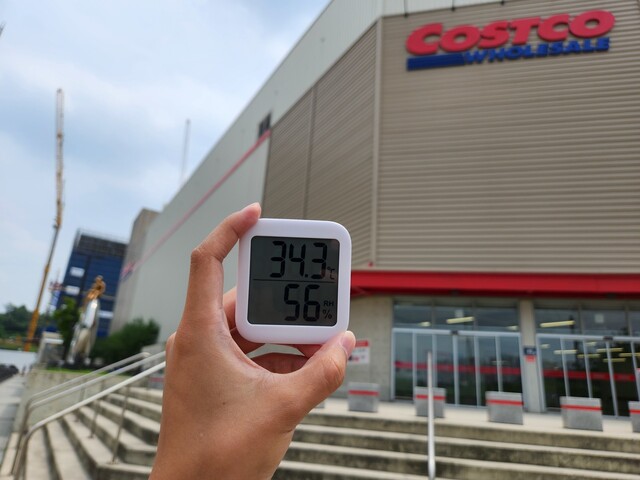 COSTCO
WHOLESALE
34.3℃
56 RH %